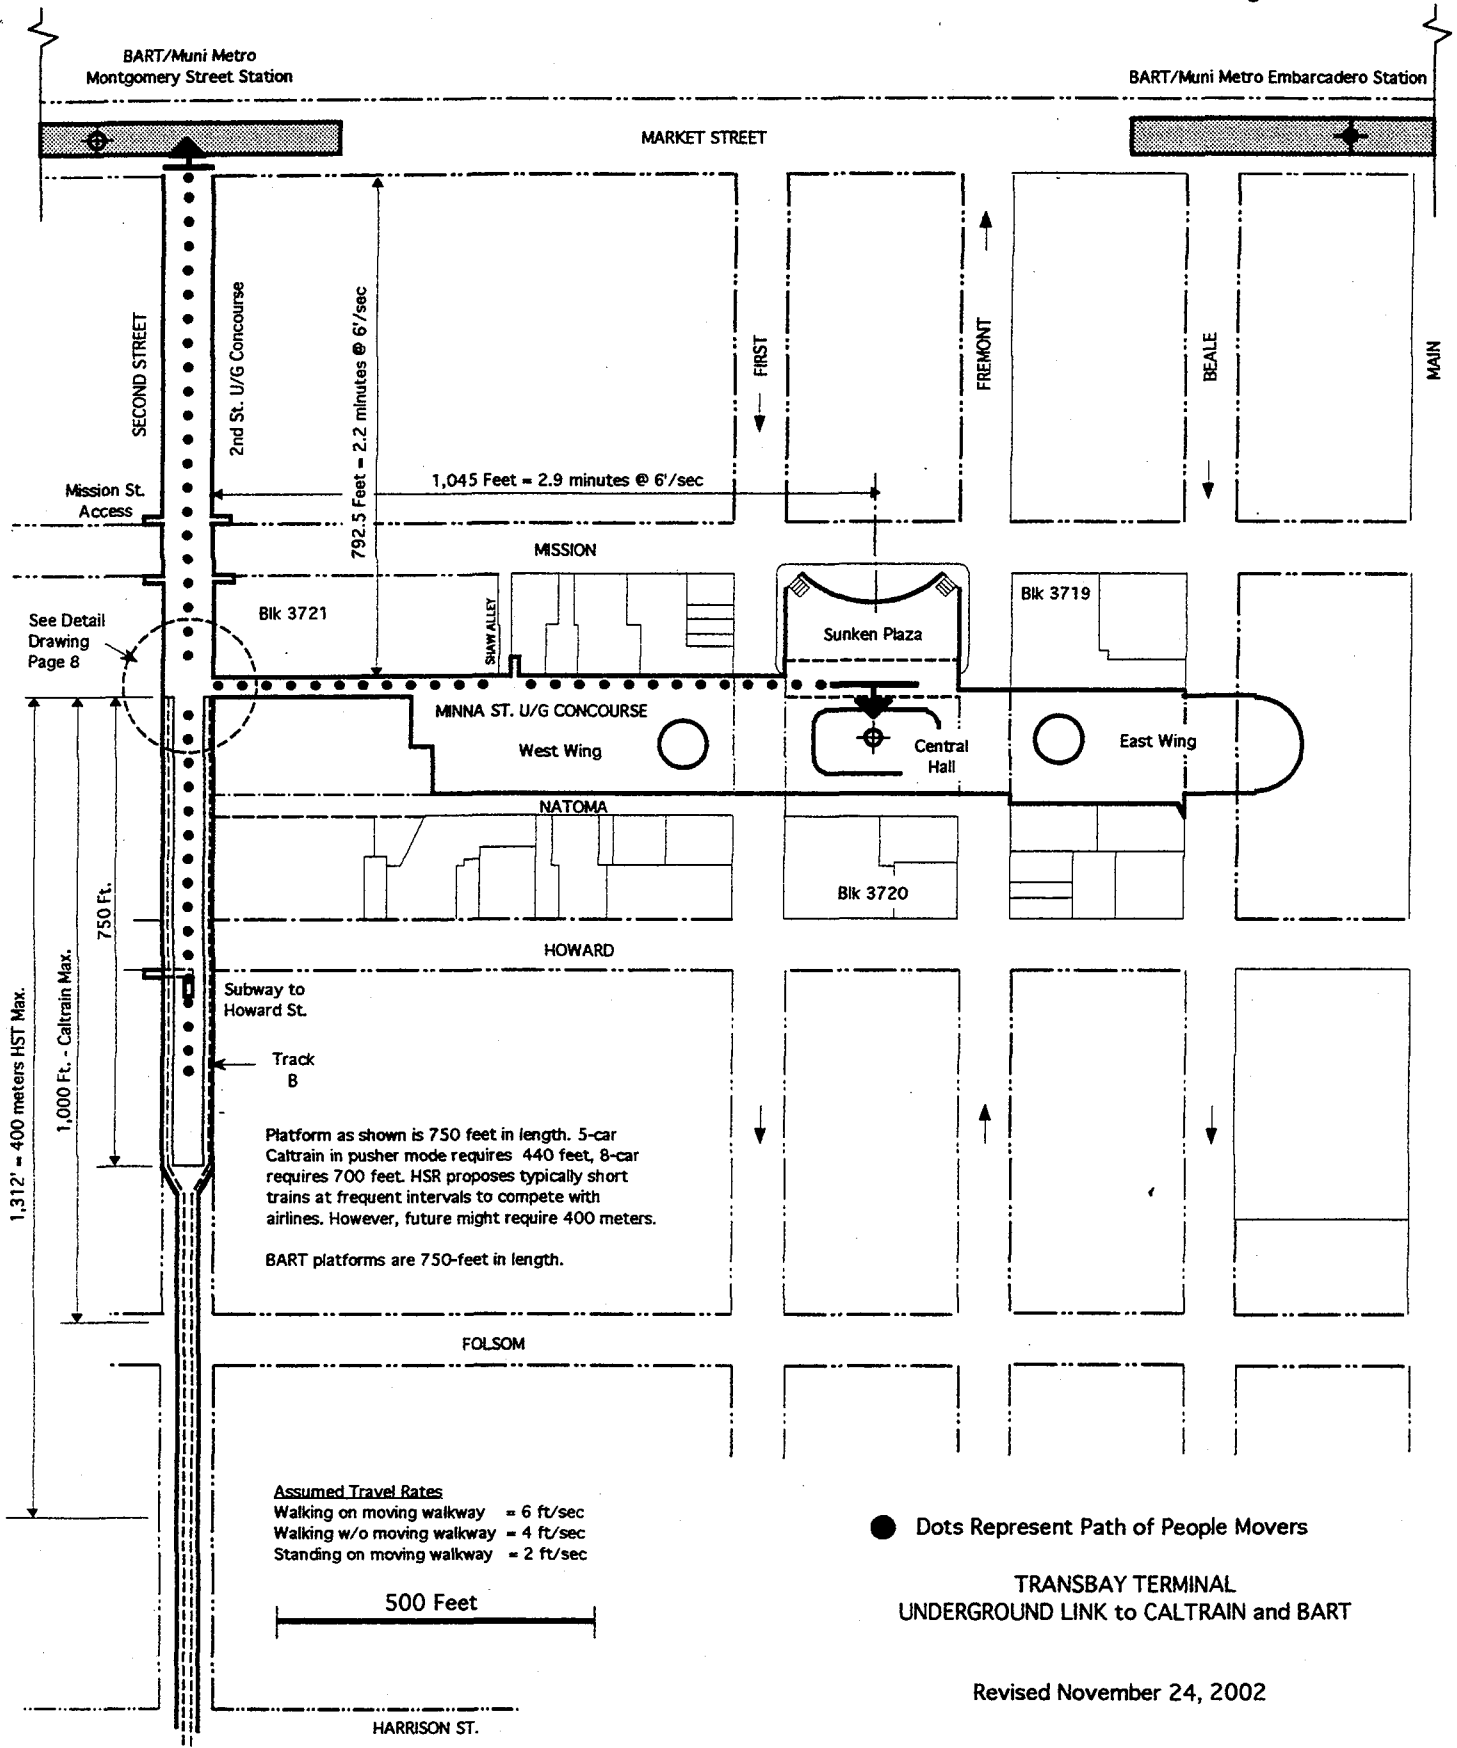 BART/Muni Metro
Montgomery Street Station
BART/Muni Metro Embarcadero Station
MARKET STREET
SECOND STREET
2nd St. U/G Concourse
792.5 Feet = 2.2 minutes @ 6'/sec
FIRST
FREMONT
BEALE
MAIN
1,045 Feet = 2.9 minutes @ 6'/sec
Mission St.
Access
MISSION
See Detail
Drawing
Page 8
Blk 3721
SHAW ALLEY
Sunken Plaza
Blk 3719
MINNA ST. U/G CONCOURSE
West Wing
Central
Hall
East Wing
NATOMA
Blk 3720
750 Ft.
HOWARD
1,000 Ft. - Caltrain Max.
1,312' = 400 meters HST Max.
Subway to
Howard St.
Track
B
Platform as shown is 750 feet in length. 5-car
Caltrain in pusher mode requires 440 feet, 8-car
requires 700 feet. HSR proposes typically short
trains at frequent intervals to compete with
airlines. However, future might require 400 meters.
BART platforms are 750-feet in length.
FOLSOM
Assumed Travel Rates
Walking on moving walkway = 6 ft/sec
Walking w/o moving walkway = 4 ft/sec
Standing on moving walkway = 2 ft/sec
500 Feet
Dots Represent Path of People Movers
TRANSBAY TERMINAL
UNDERGROUND LINK to CALTRAIN and BART
Revised November 24, 2002
HARRISON ST.